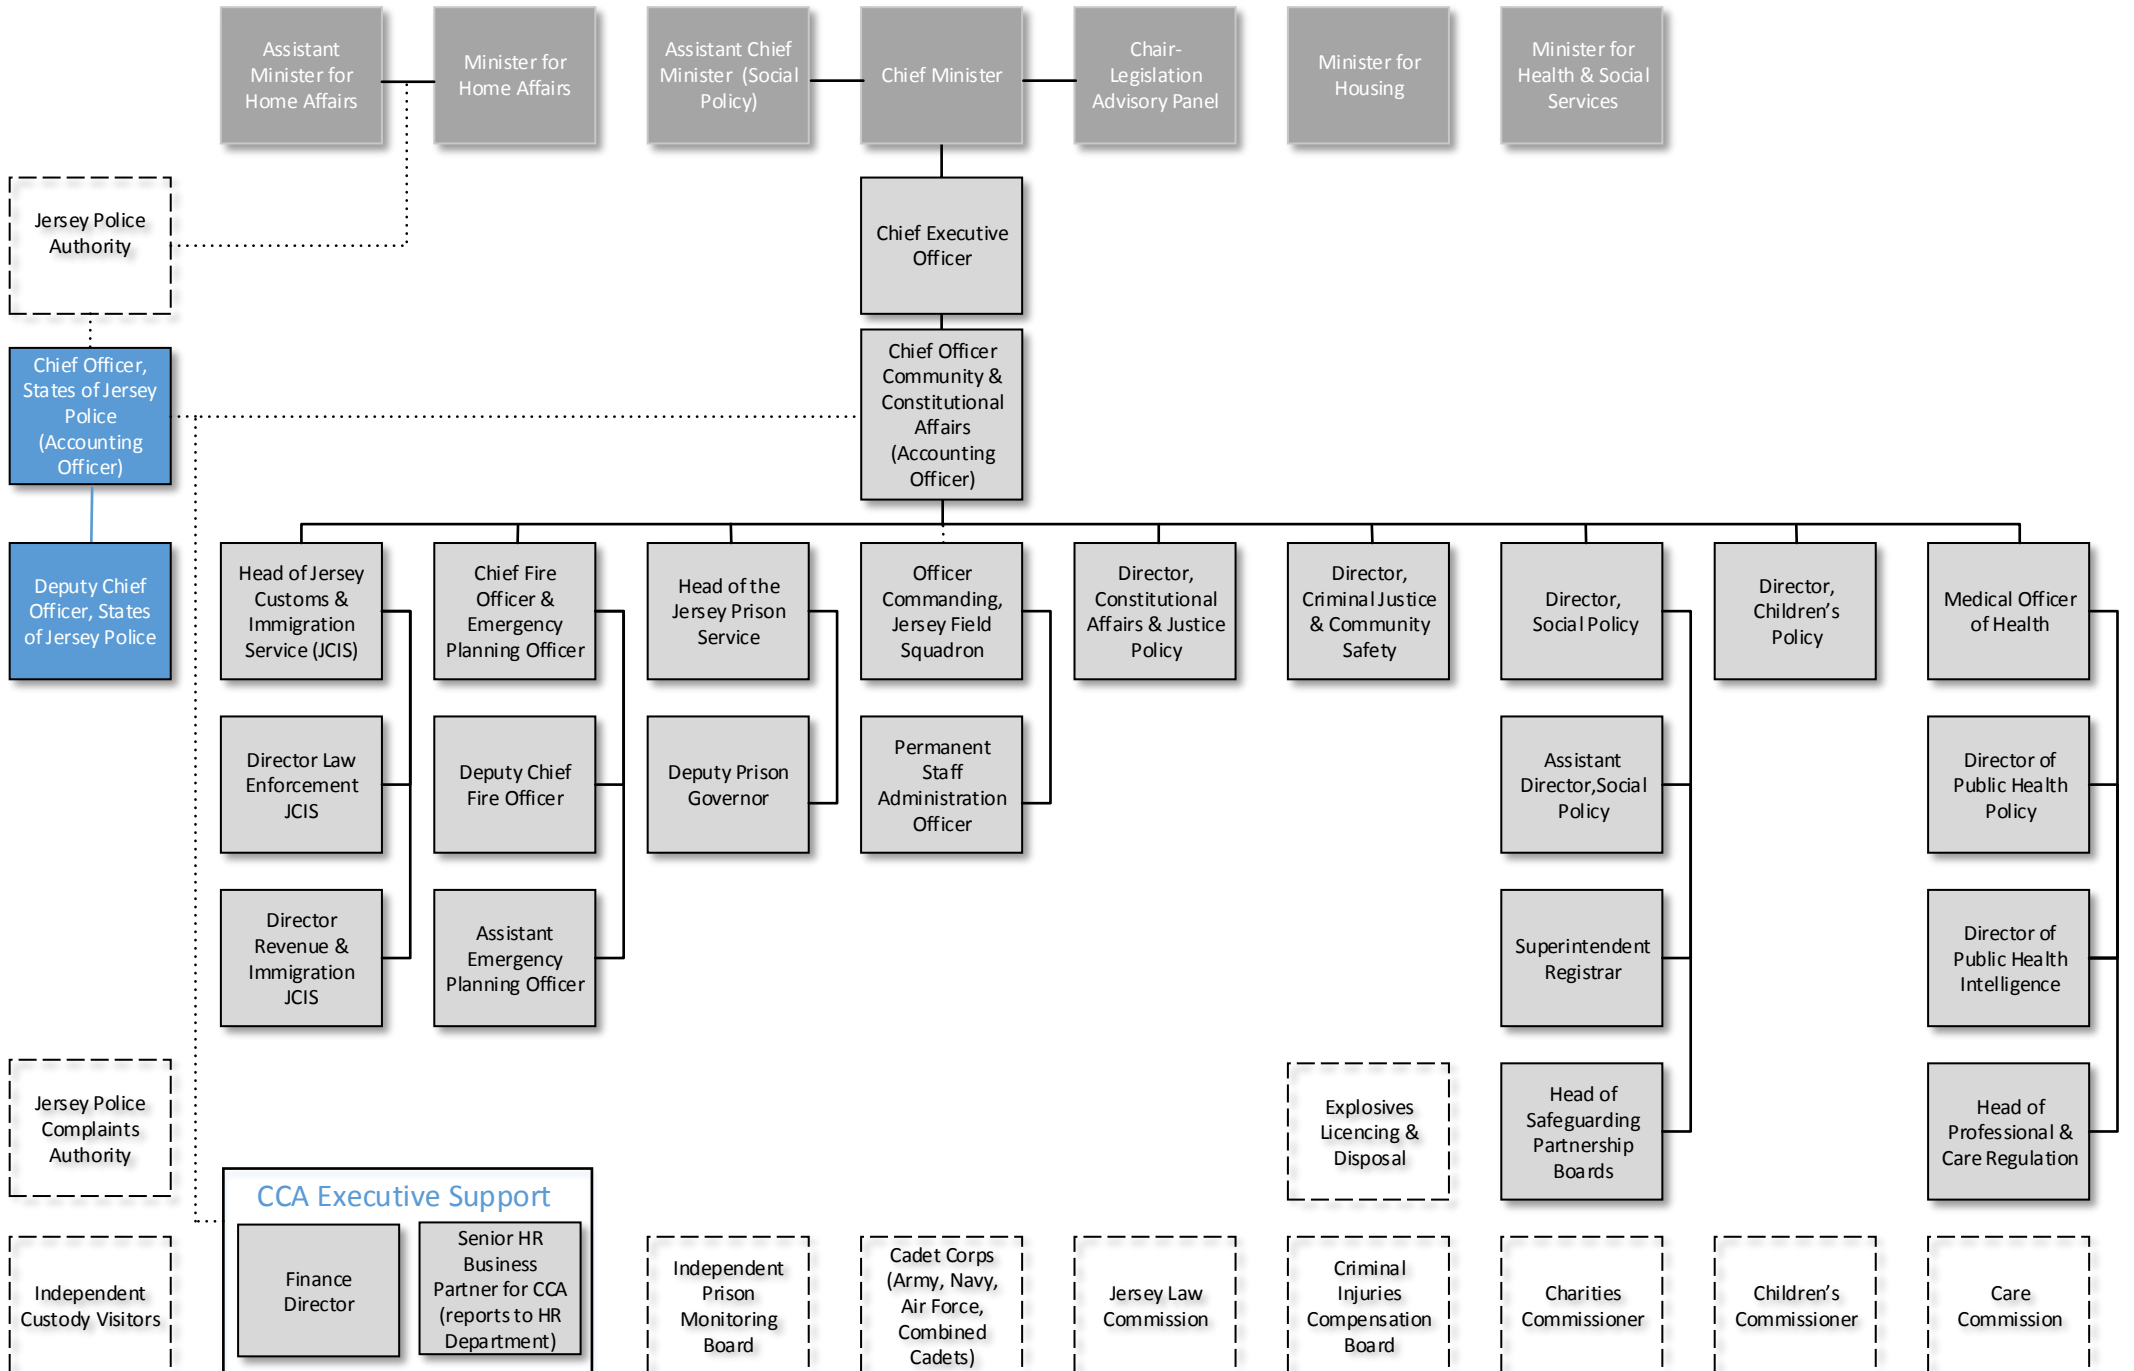 Assistant
Minister for
Home Affairs
Minister for
Home Affairs
Assistant Chief
Minister (Social
Policy)
Chief Minister
Chair-
Legislation
Advisory Panel
Minister for
Housing
Minister for
Health & Social
Services
Jersey Police
Authority
Chief Executive
Officer
Chief Officer,
States of Jersey
Police
(Accounting
Officer)
Chief Officer
Community &
Constitutional
Affairs
(Accounting
Officer)
Deputy Chief
Officer, States
of Jersey Police
Head of Jersey
Customs &
Immigration
Service (JCIS)
Chief Fire
Officer &
Emergency
Planning Officer
Head of the
Jersey Prison
Service
Officer
Commanding,
Jersey Field
Squadron
Director,
Constitutional
Affairs & Justice
Policy
Director,
Criminal Justice
& Community
Safety
Director,
Social Policy
Director,
Children's
Policy
Medical Officer
of Health
Director Law
Enforcement
JCIS
Deputy Chief
Fire Officer
Deputy Prison
Governor
Permanent
Staff
Administration
Officer
Assistant
Director,Social
Policy
Director of
Public Health
Policy
Director
Revenue &
Immigration
JCIS
Assistant
Emergency
Planning Officer
Superintendent
Registrar
Director of
Public Health
Intelligence
Jersey Police
Complaints
Authority
Explosives
Licencing &
Disposal
Head of
Safeguarding
Partnership
Boards
Head of
Professional &
Care Regulation
CCA Executive Support
Independent
Custody Visitors
Finance
Director
Senior HR
Business
Partner for CCA
(reports to HR
Department)
Independent
Prison
Monitoring
Board
Cadet Corps
(Army, Navy,
Air Force,
Combined
Cadets)
Jersey Law
Commission
Criminal
Injuries
Compensation
Board
Charities
Commissioner
Children's
Commissioner
Care
Commission